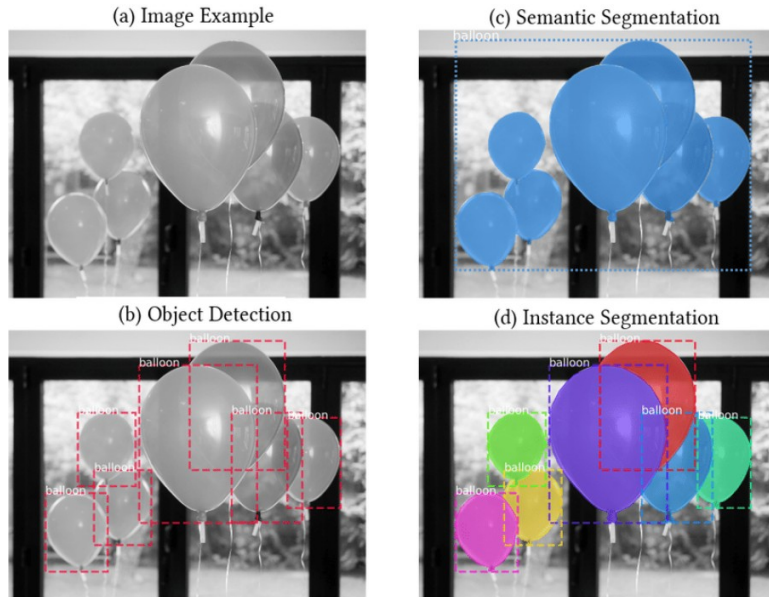 (a) Image Example
(c) Semantic Segmentation
balloon
(b) Object Detection
balloon
balloon
balloon
balloon
balloon
balloon
balloon
(d) Instance Segmentation
balloon
balloon
balloon
balloon
balloon
balloon
balloon